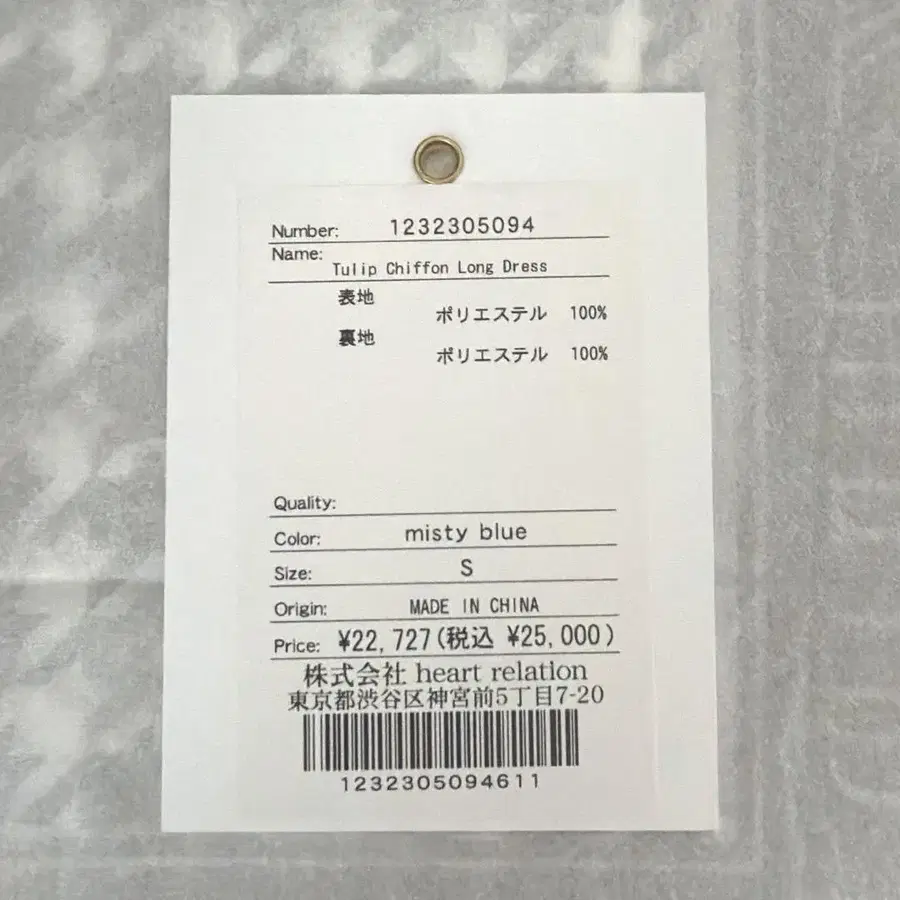 Number: 1232305094
Name:
Tulip Chiffon Long Dress
表地
ポリエステル 100%
裏地
ポリエステル 100%
Quality:
Color: misty blue
Size: S
Origin: MADE IN CHINA
Price: ¥22,727(税込 ¥25,000)
株式会社 heart relation
東京都渋谷区神宮前5丁目7-20
1232305094611